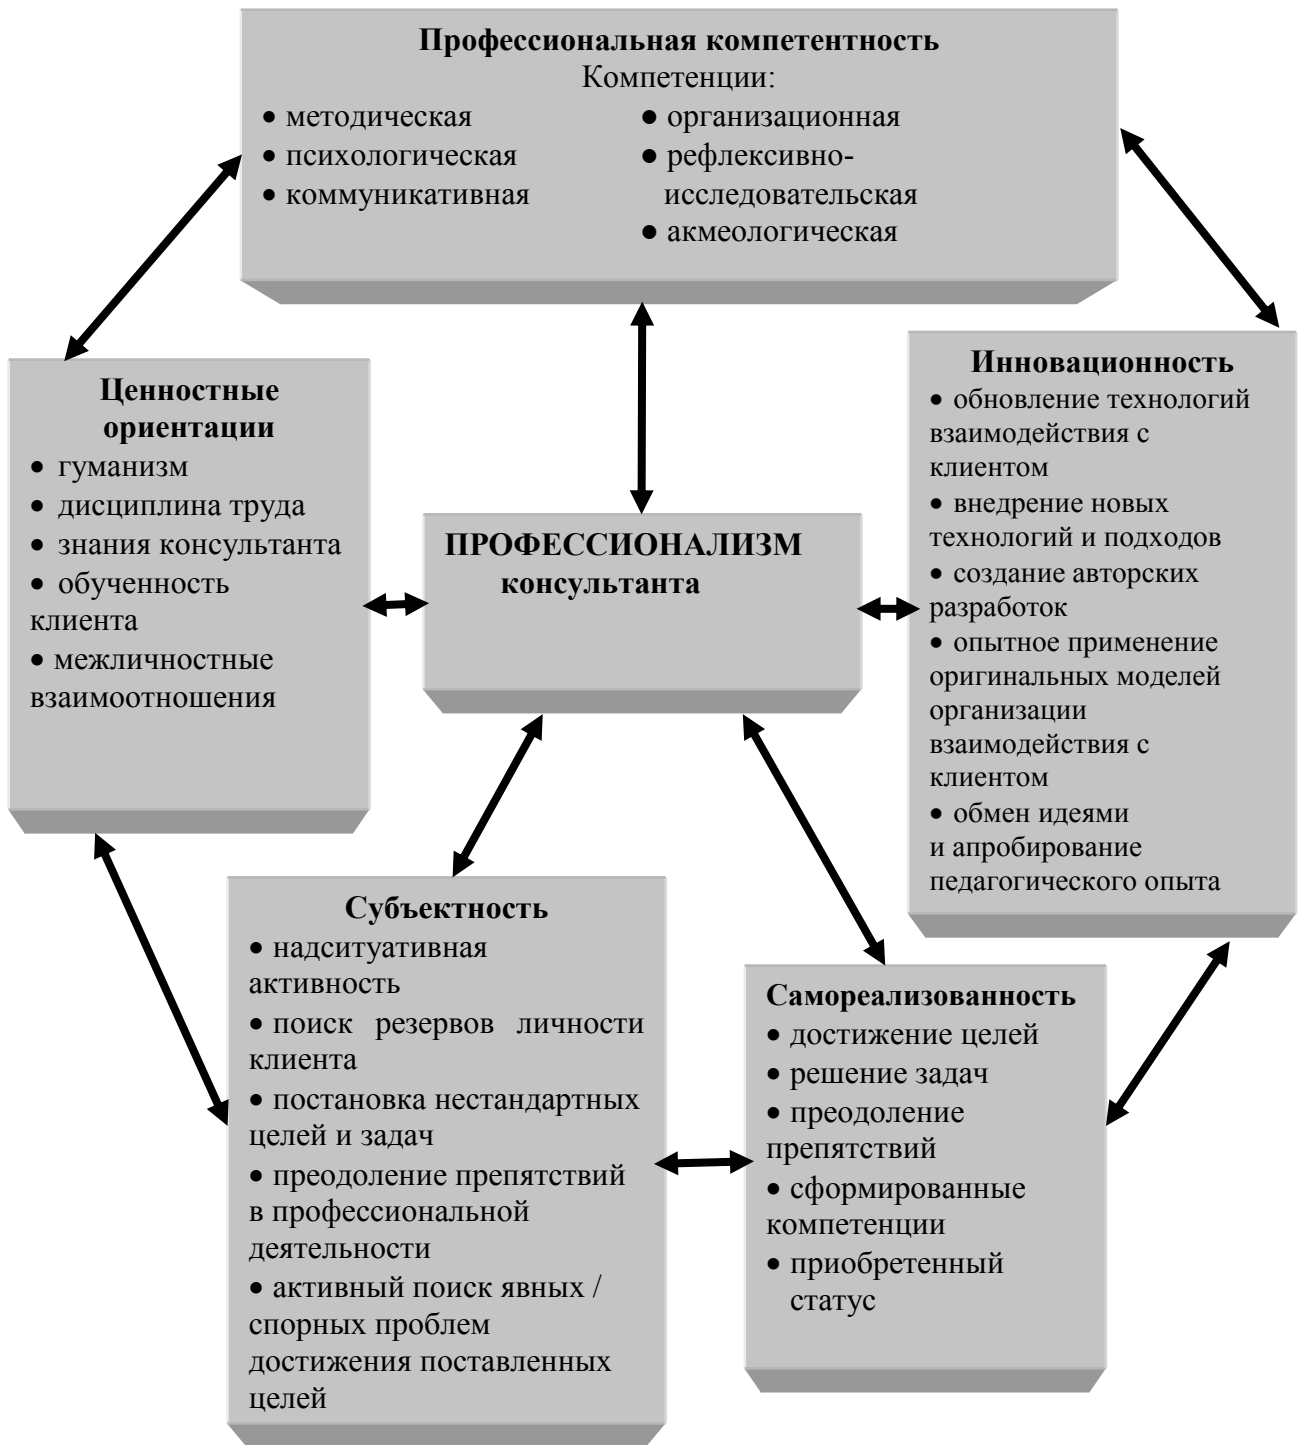 Профессиональная компетентность
Компетенции:
• методическая
• психологическая
• коммуникативная
• организационная
• рефлексивно-
исследовательская
• акмеологическая
Ценностные
ориентации
• гуманизм
• дисциплина труда
• знания консультанта
• обученность
клиента
• межличностные
взаимоотношения
ПРОФЕССИОНАЛИЗМ
консультанта
Инновационность
• обновление технологий
взаимодействия с
клиентом
• внедрение новых
технологий и подходов
• создание авторских
разработок
• опытное применение
оригинальных моделей
организации
взаимодействия с
клиентом
• обмен идеями
и апробирование
педагогического опыта
Субъектность
• надситуативная
активность
• поиск резервов личности
клиента
• постановка нестандартных
целей и задач
• преодоление препятствий
в профессиональной
деятельности
• активный поиск явных /
спорных проблем
достижения поставленных
целей
Самореализованность
• достижение целей
• решение задач
• преодоление
препятствий
• сформированные
компетенции
• приобретенный
статус